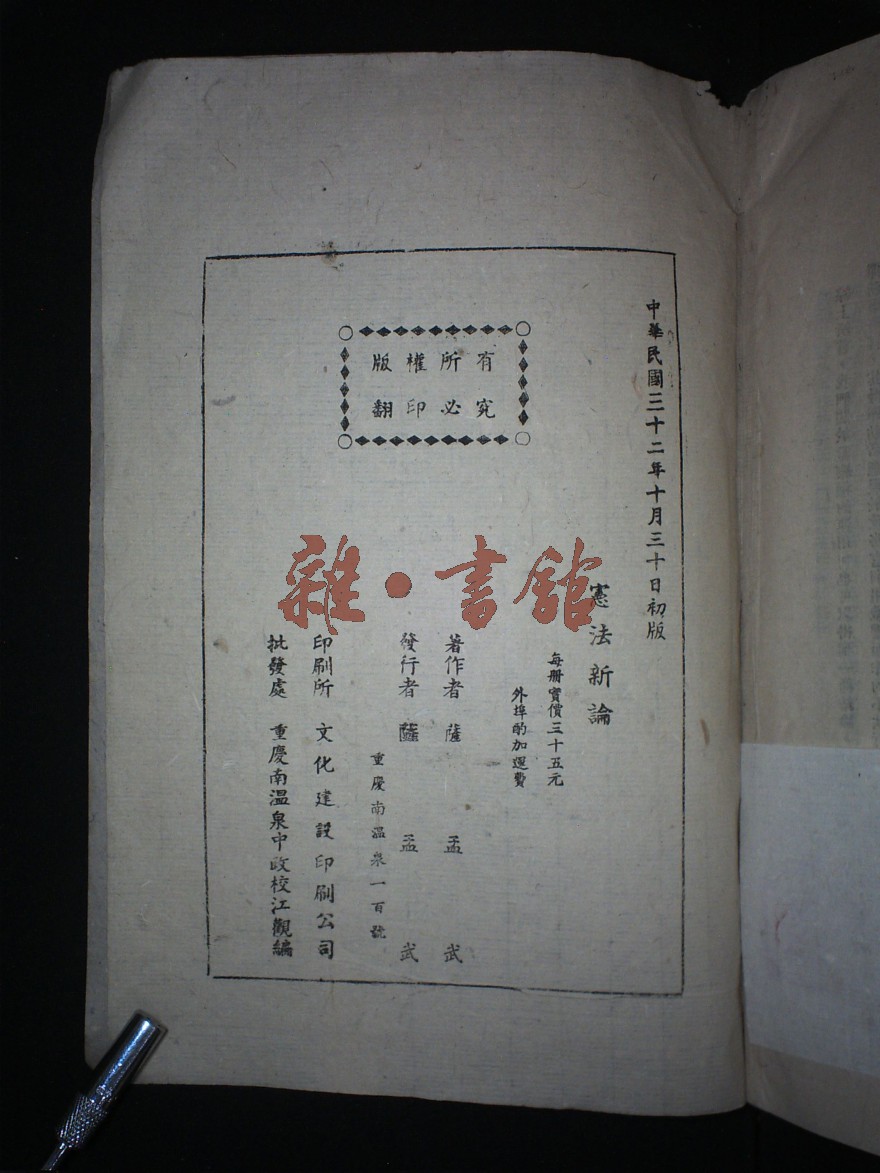 中華民國三十二年十月三十日初版
版權所有
翻印必究
憲法新論
每冊實價三十五元
外埠酌加運費
著作者 薩孟武
發行者 薩孟武
重慶南溫泉一百號
印刷所 文化建設印刷公司
批發處 重慶南溫泉中政校江觀編
雜·書館